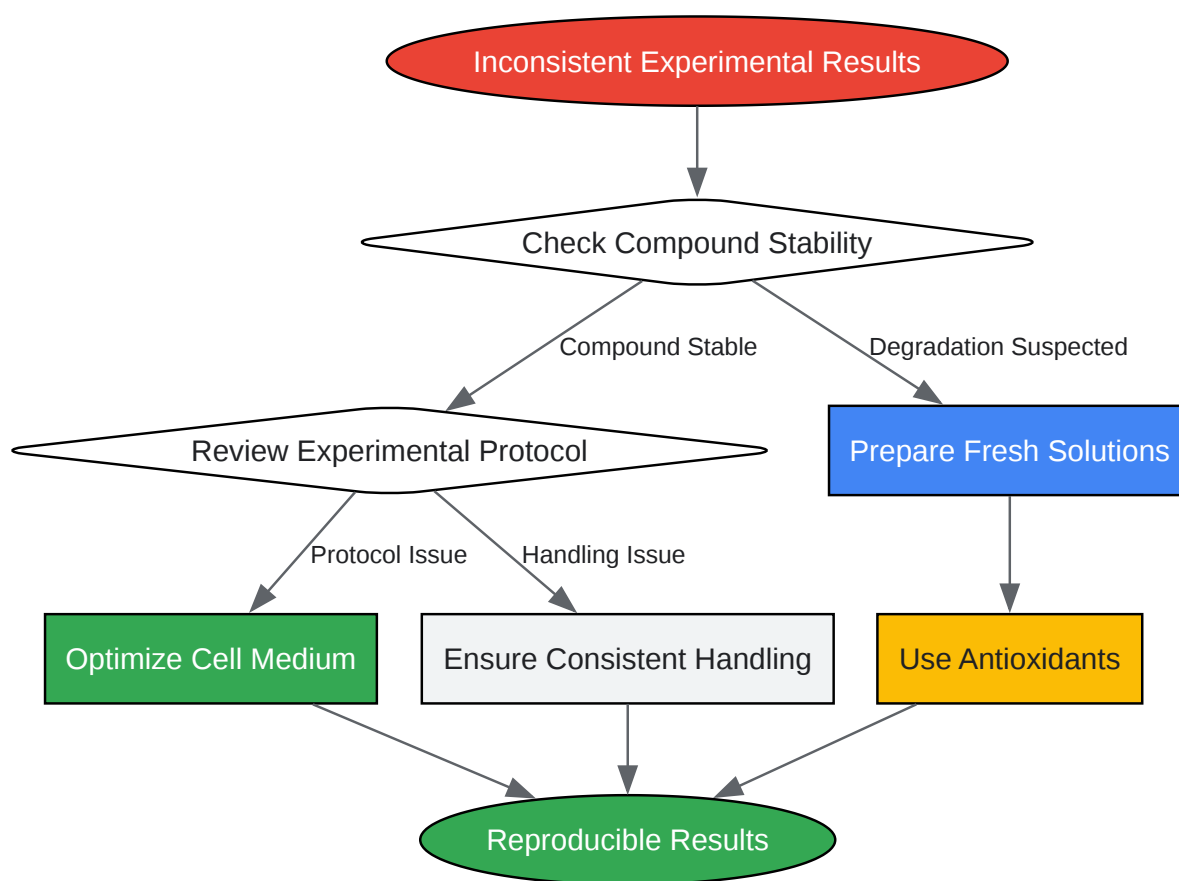 Inconsistent Experimental Results
Check Compound Stability
Compound Stable
Degradation Suspected
Review Experimental Protocol
Prepare Fresh Solutions
Protocol Issue
Handling Issue
Optimize Cell Medium
Ensure Consistent Handling
Use Antioxidants
Reproducible Results